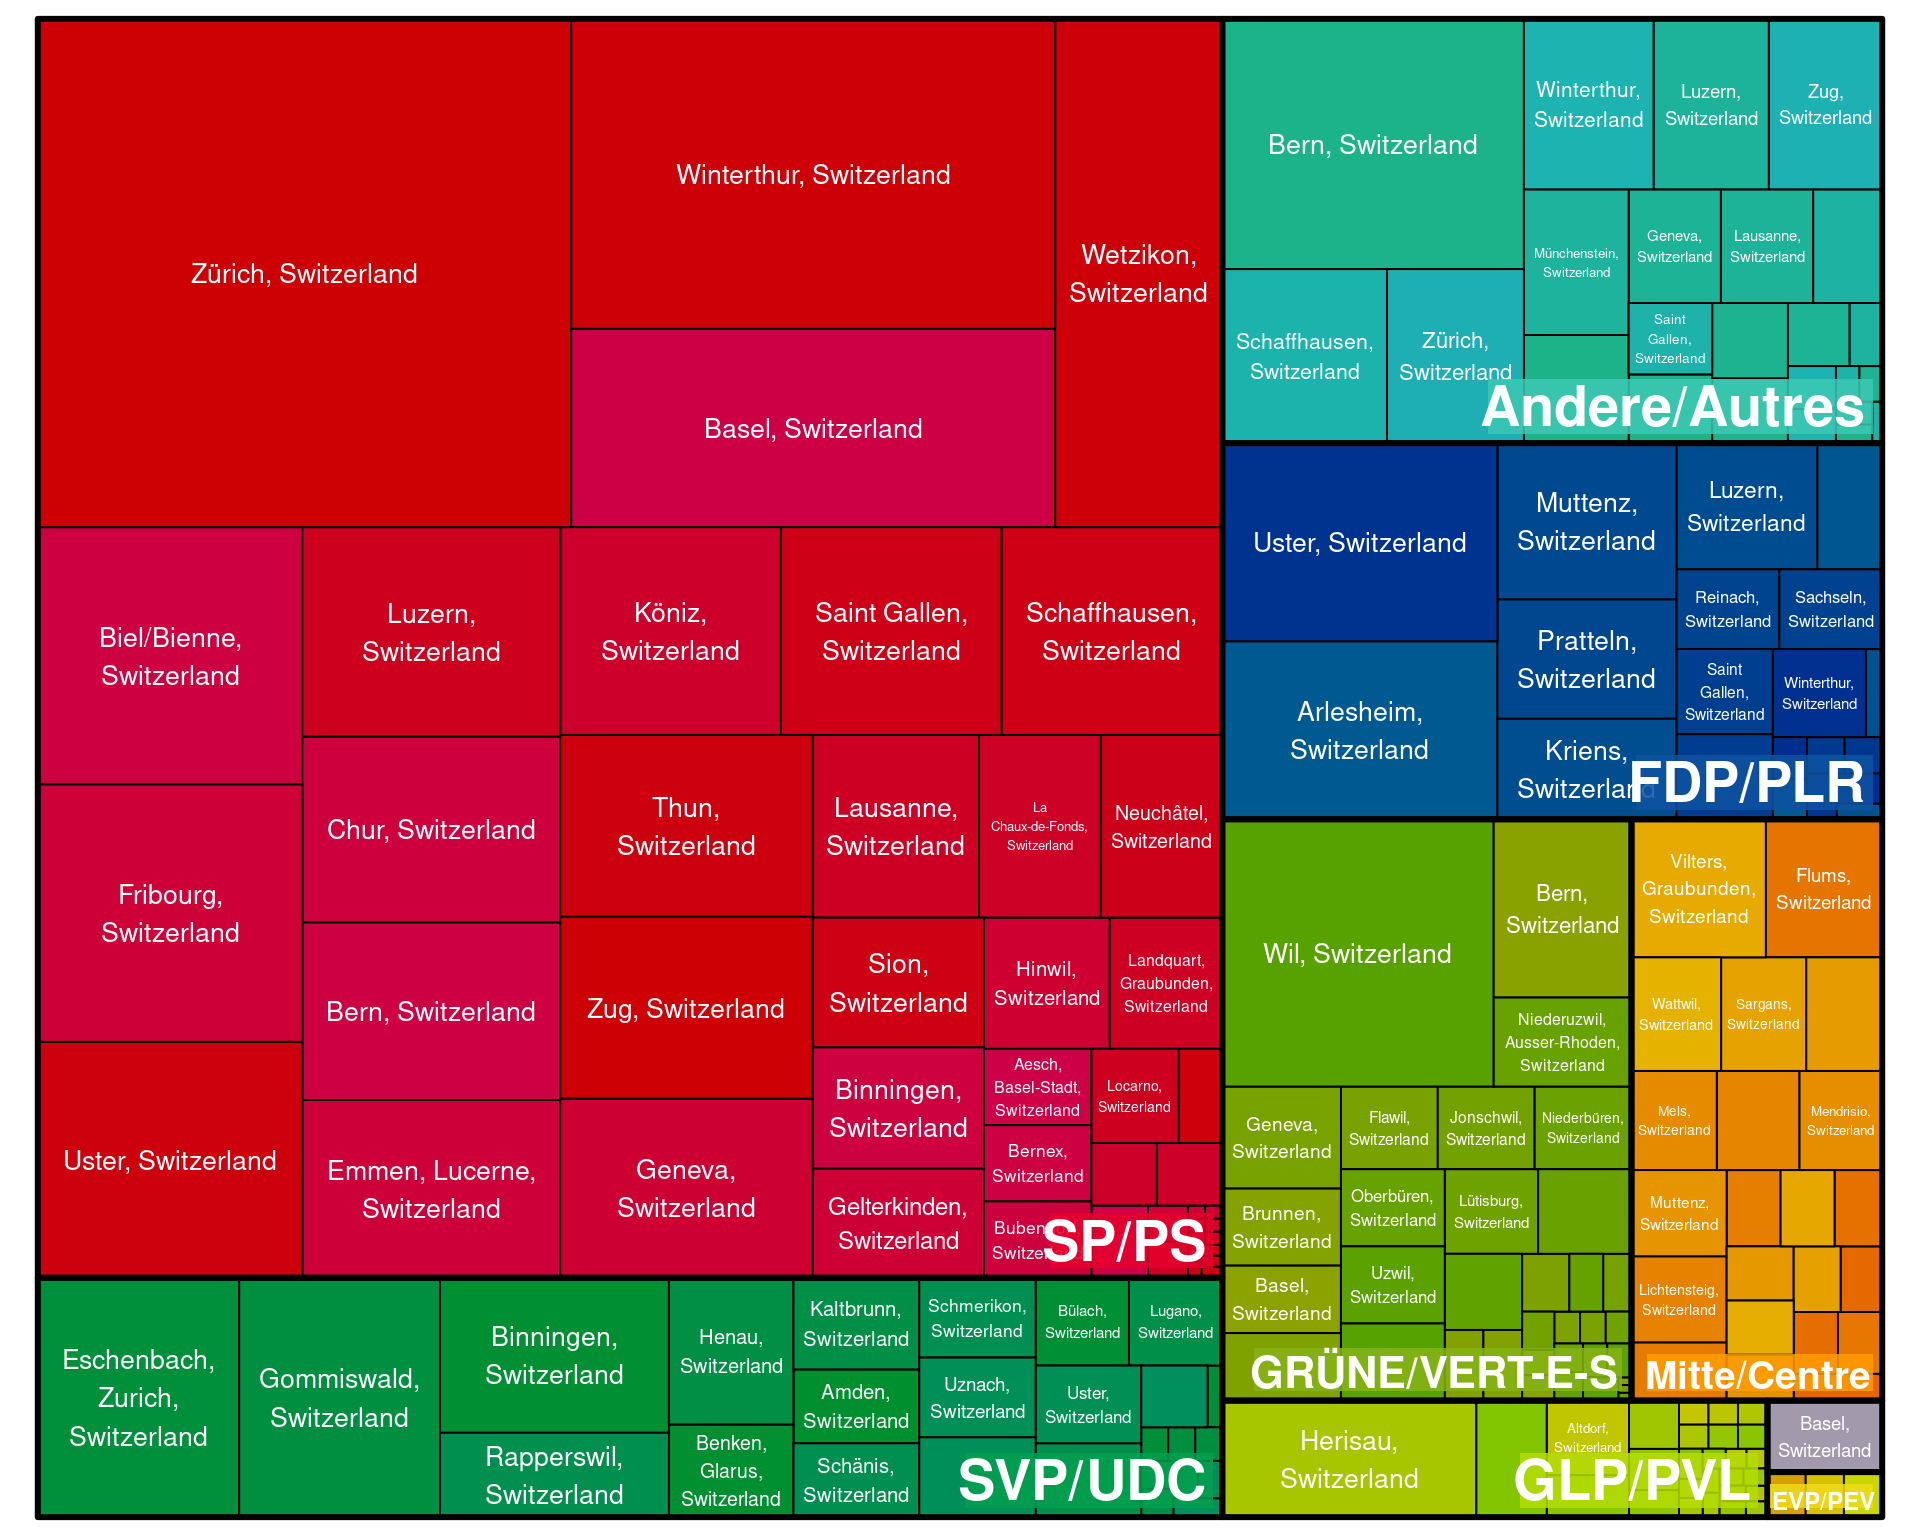 Zürich, Switzerland
Winterthur, Switzerland
Wetzikon,
Switzerland
Basel, Switzerland
Biel/Bienne,
Switzerland
Luzern,
Switzerland
Köniz,
Switzerland
Saint Gallen,
Switzerland
Schaffhausen,
Switzerland
Fribourg,
Switzerland
Chur, Switzerland
Thun,
Switzerland
Lausanne,
Switzerland
La
Chaux-de-Fonds,
Switzerland
Neuchâtel,
Switzerland
Bern, Switzerland
Zug, Switzerland
Sion,
Switzerland
Hinwil,
Switzerland
Landquart,
Graubunden,
Switzerland
Uster, Switzerland
Emmen, Lucerne,
Switzerland
Geneva,
Switzerland
Binningen,
Switzerland
Aesch,
Basel-Stadt,
Switzerland
Locarno,
Switzerland
Bernex,
Switzerland
Gelterkinden,
Switzerland
SP/PS
Eschenbach,
Zurich,
Switzerland
Gommiswald,
Switzerland
Binningen,
Switzerland
Rapperswil,
Switzerland
Henau,
Switzerland
Benken,
Glarus,
Switzerland
Kaltbrunn,
Switzerland
Amden,
Switzerland
Schänis,
Switzerland
Schmerikon,
Switzerland
Uznach,
Switzerland
Bülach,
Switzerland
Lugano,
Switzerland
Uster,
Switzerland
SVP/UDC
Bern, Switzerland
Winterthur,
Switzerland
Luzern,
Switzerland
Zug,
Switzerland
Schaffhausen,
Switzerland
Zürich,
Switzerland
Münchenstein,
Switzerland
Geneva,
Switzerland
Lausanne,
Switzerland
Saint
Gallen,
Switzerland
Andere/Autres
Uster, Switzerland
Muttenz,
Switzerland
Luzern,
Switzerland
Arlesheim,
Switzerland
Pratteln,
Switzerland
Reinach,
Switzerland
Sachseln,
Switzerland
Saint
Gallen,
Switzerland
Winterthur,
Switzerland
Kriens,
Switzerland
FDP/PLR
Wil, Switzerland
Bern,
Switzerland
Niederuzwil,
Ausser-Rhoden,
Switzerland
Geneva,
Switzerland
Flawil,
Switzerland
Jonschwil,
Switzerland
Niederbüren,
Switzerland
Brunnen,
Switzerland
Oberbüren,
Switzerland
Lütisburg,
Switzerland
Basel,
Switzerland
Uzwil,
Switzerland
GRÜNE/VERT-E-S
Vilters,
Graubunden,
Switzerland
Flums,
Switzerland
Wattwil,
Switzerland
Sargans,
Switzerland
Mels,
Switzerland
Mendrisio,
Switzerland
Muttenz,
Switzerland
Lichtensteig,
Switzerland
Mitte/Centre
Herisau,
Switzerland
Altdorf,
Switzerland
GLP/PVL
Basel,
Switzerland
EVP/PEV